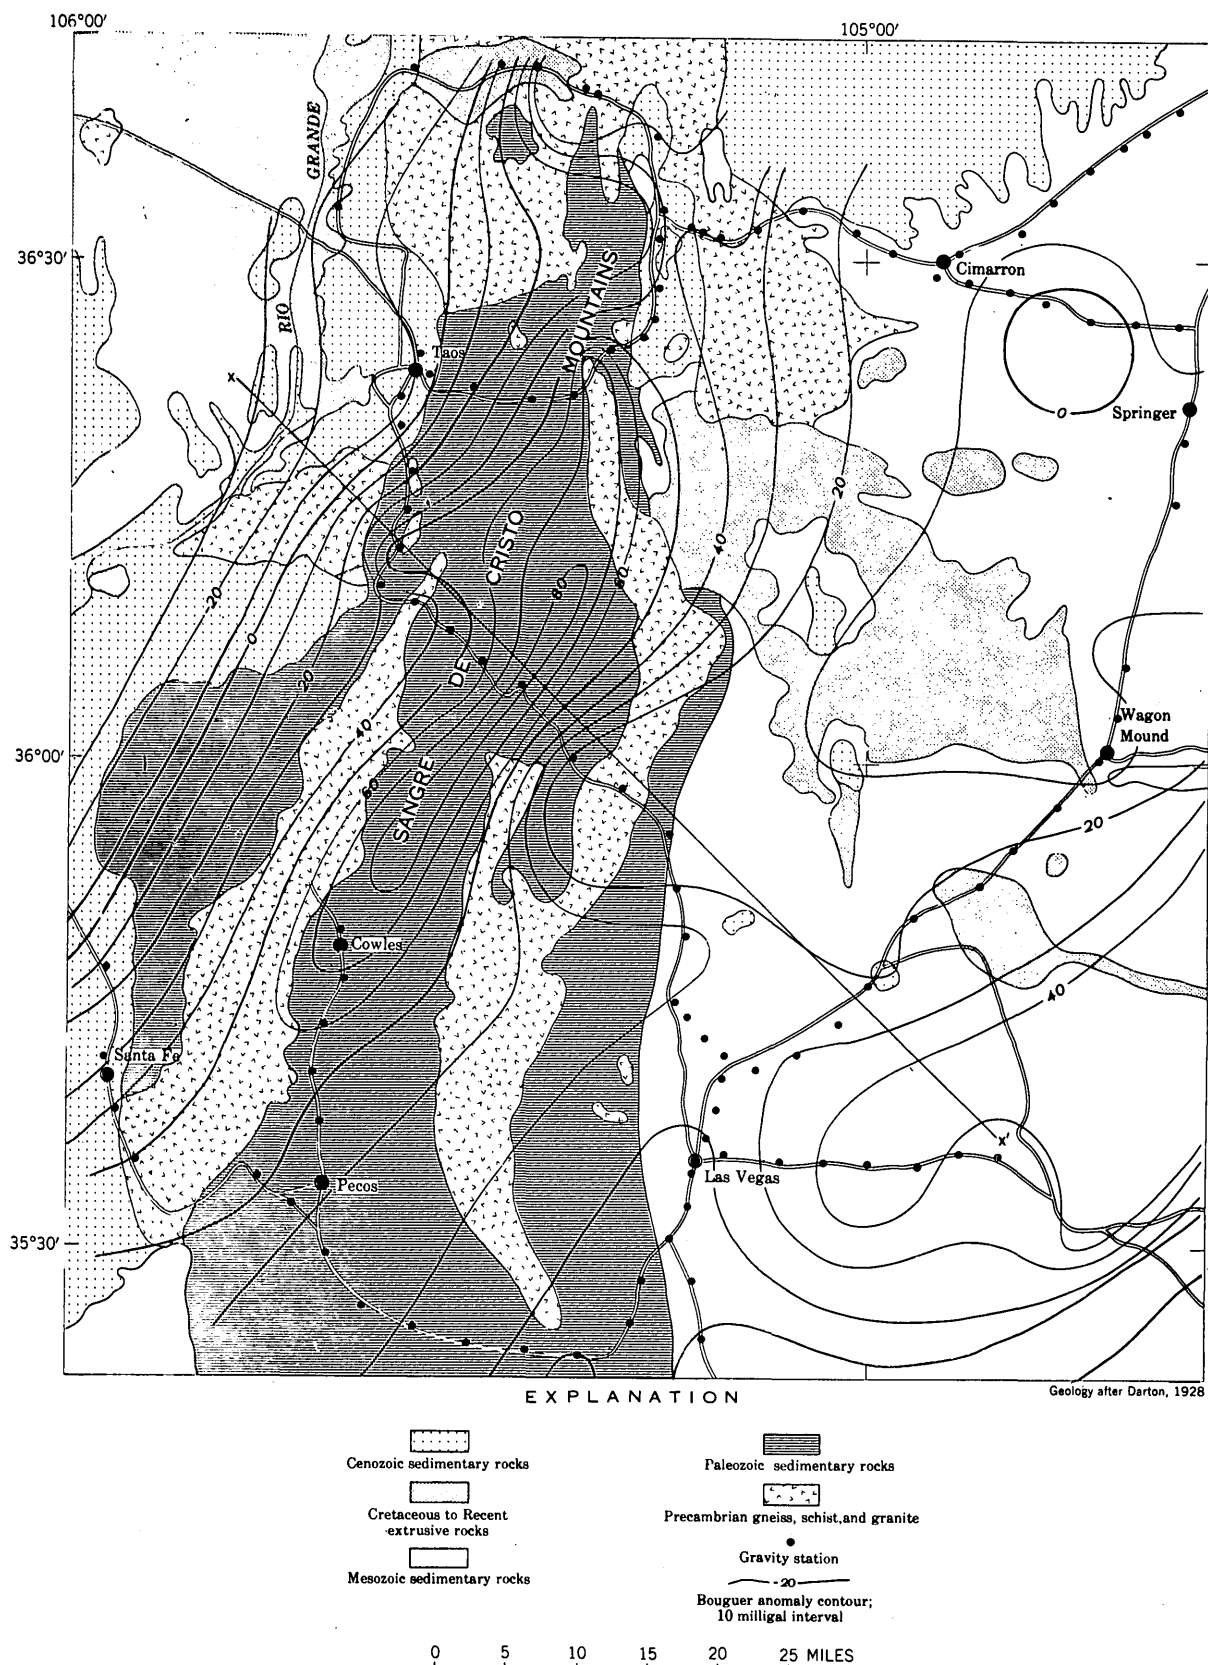 106°00′
105°00′
GRANDE
RIO
36°30′
MOUNTAINS
Cimarron
Taos
x
0
Springer
20
40
CRISTO
80
60
-20
0
20
DE
40
Wagon
Mound
36°00′
60
SANGRE
20
Cowles
40
Santa Fe
x'
Las Vegas
Pecos
35°30′
EXPLANATION
Geology after Darton, 1928
Cenozoic sedimentary rocks
Paleozoic sedimentary rocks
Cretaceous to Recent
extrusive rocks
Precambrian gneiss, schist, and granite
Gravity station
Mesozoic sedimentary rocks
-20
Bouguer anomaly contour;
10 milligal interval
0 5 10 15 20 25 MILES